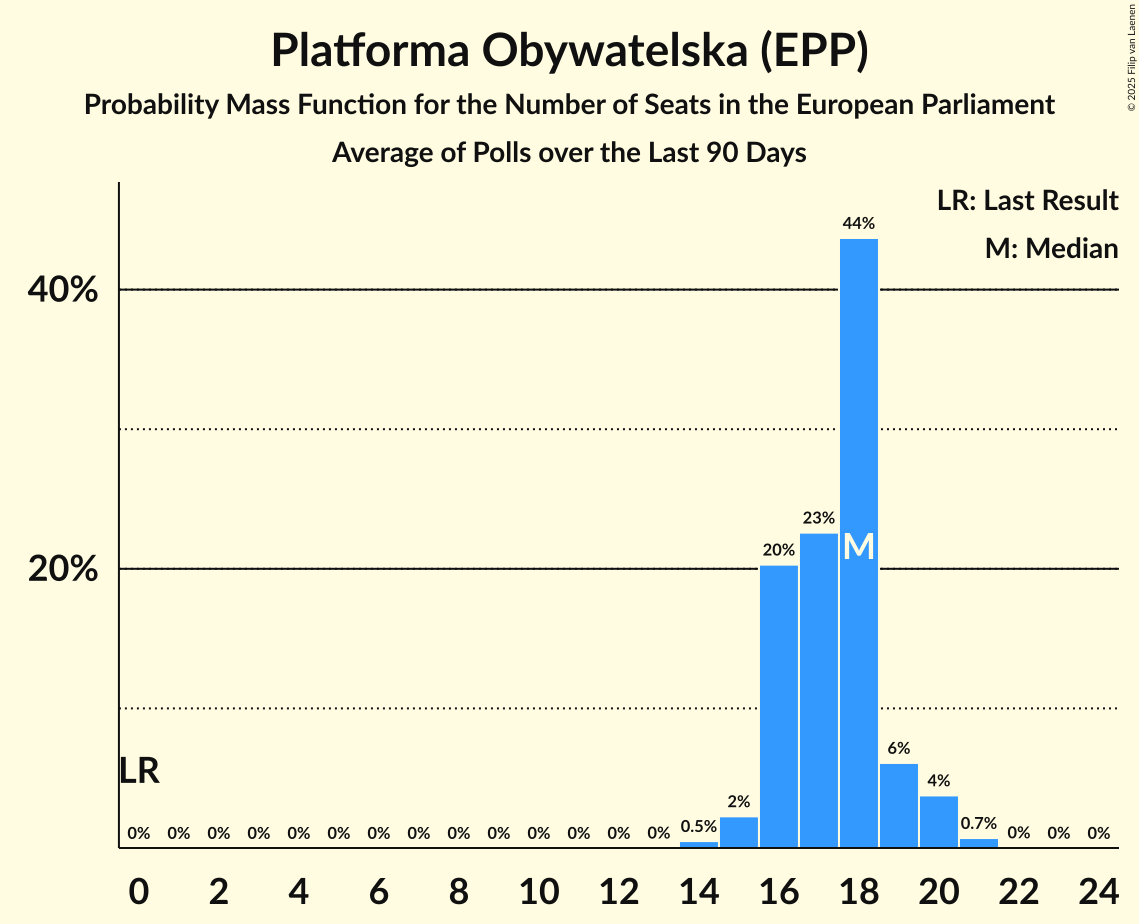 Platforma Obywatelska (EPP)
Probability Mass Function for the Number of Seats in the European Parliament
Average of Polls over the Last 90 Days
© 2025 Filip van Laenen
LR: Last Result
M: Median
44%
40%
23%
20%
M
20%
6%
LR
4%
2%
0% 0% 0% 0% 0% 0% 0% 0% 0% 0% 0% 0% 0% 0% 0.5% 0.7% 0% 0% 0%
0 2 4 6 8 10 12 14 16 18 20 22 24